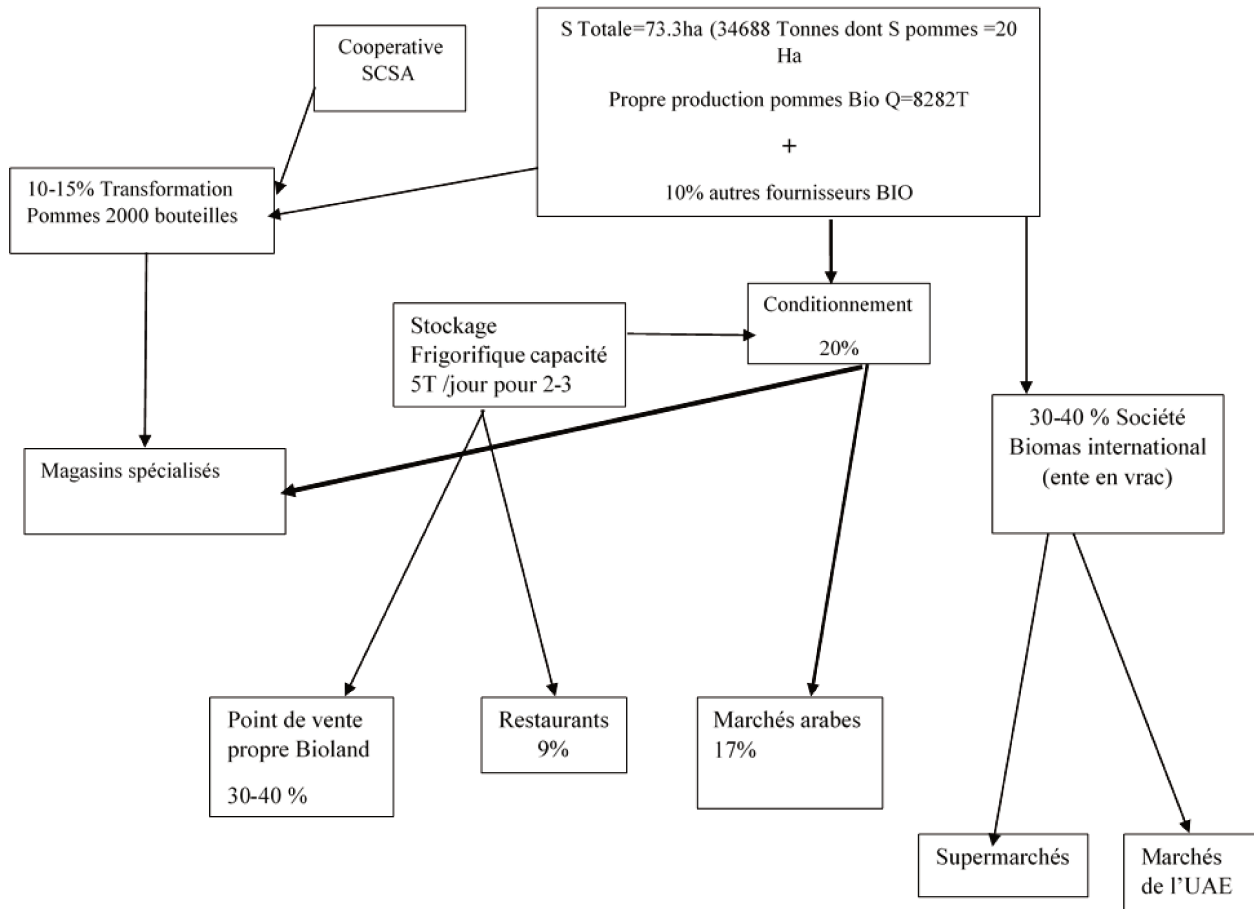 S Totale=73.3ha (34688 Tonnes dont S pommes =20
Ha
Propre production pommes Bio Q=8282T
+
10% autres fournisseurs BIO
Cooperative
SCSA
10-15% Transformation
Pommes 2000 bouteilles
Conditionnement
20%
Stockage
Frigorifique capacité
5T /jour pour 2-3
30-40 % Société
Biomas international
(ente en vrac)
Magasins spécialisés
Point de vente
propre Bioland
30-40 %
Restaurants
9%
Marchés arabes
17%
Supermarchés
Marchés
de l’UAE